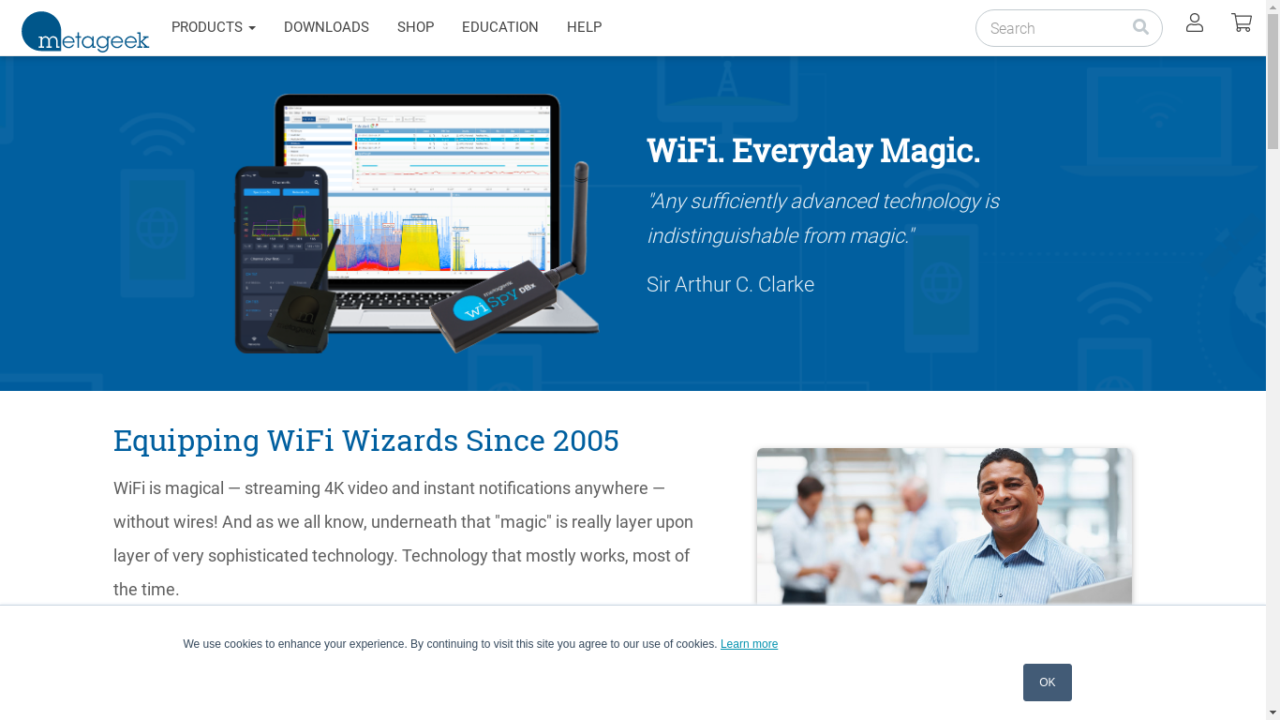 metageek
PRODUCTS
DOWNLOADS
SHOP
EDUCATION
HELP
Search
WiFi. Everyday Magic.
"Any sufficiently advanced technology is
indistinguishable from magic."
Sir Arthur C. Clarke
metageek
wiSpy DBx
Equipping WiFi Wizards Since 2005
WiFi is magical — streaming 4K video and instant notifications anywhere —
without wires! And as we all know, underneath that "magic" is really layer upon
layer of very sophisticated technology. Technology that mostly works, most of
the time.
We use cookies to enhance your experience. By continuing to visit this site you agree to our use of cookies. Learn more
OK